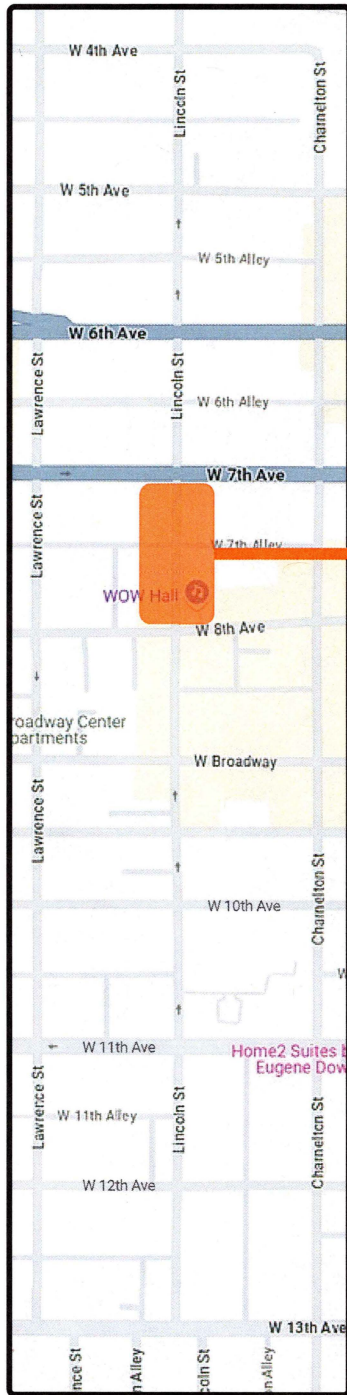 W 4th Ave
Lincoln St
Charnelton St
W 5th Ave
W 5th Alley
W 6th Ave
Lawrence St
Lincoln St
W 6th Alley
W 7th Ave
Lawrence St
W 7th Alley
WOW Hall
W 8th Ave
roadway Center
partments
W Broadway
Lawrence St
Charnelton St
W 10th Ave
W
W 11th Ave
Home2 Suites b
Eugene Dow
Lawrence St
W 11th Alley
Lincoln St
Charnelton St
W 12th Ave
W 13th Ave
nce St
n Alley
coln St
on Alley